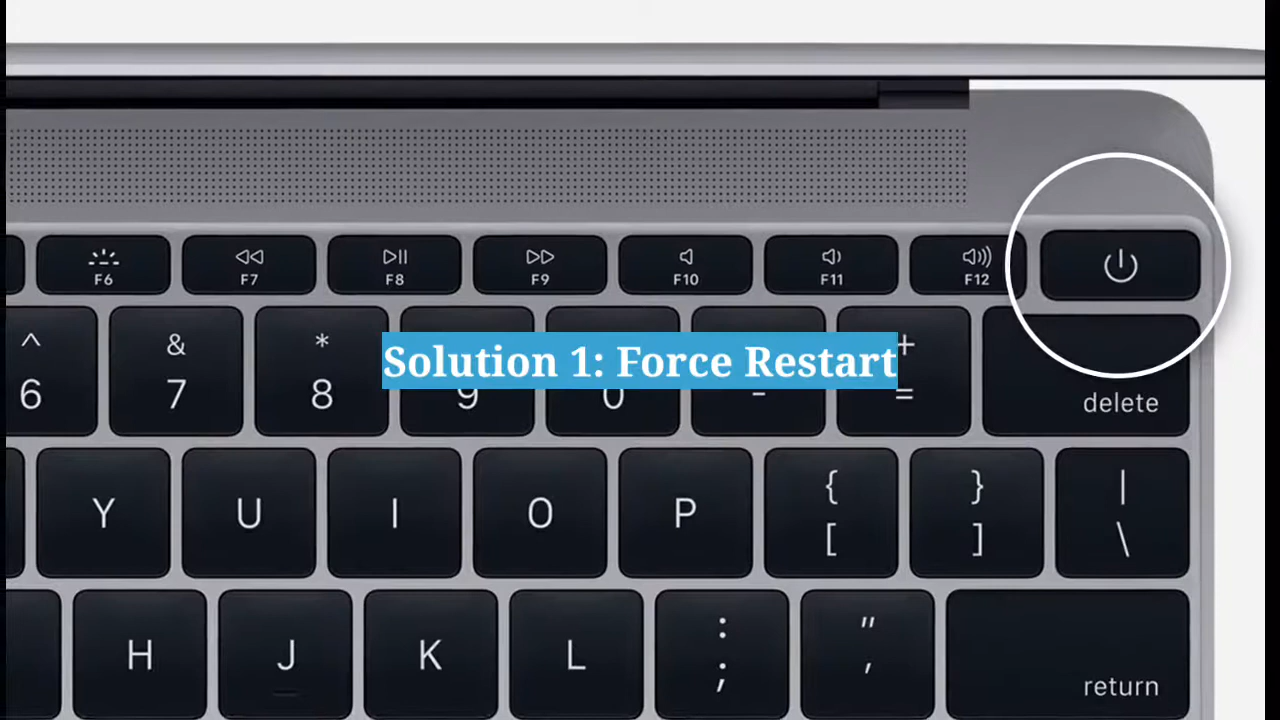 F6 F7 F8 F9 F10 F11 F12
^ & * +
Solution 1: Force Restart
6 7 8 9 0 - =
delete
{ } |
Y U I O P [ ] \
: "
H J K L ; '
return